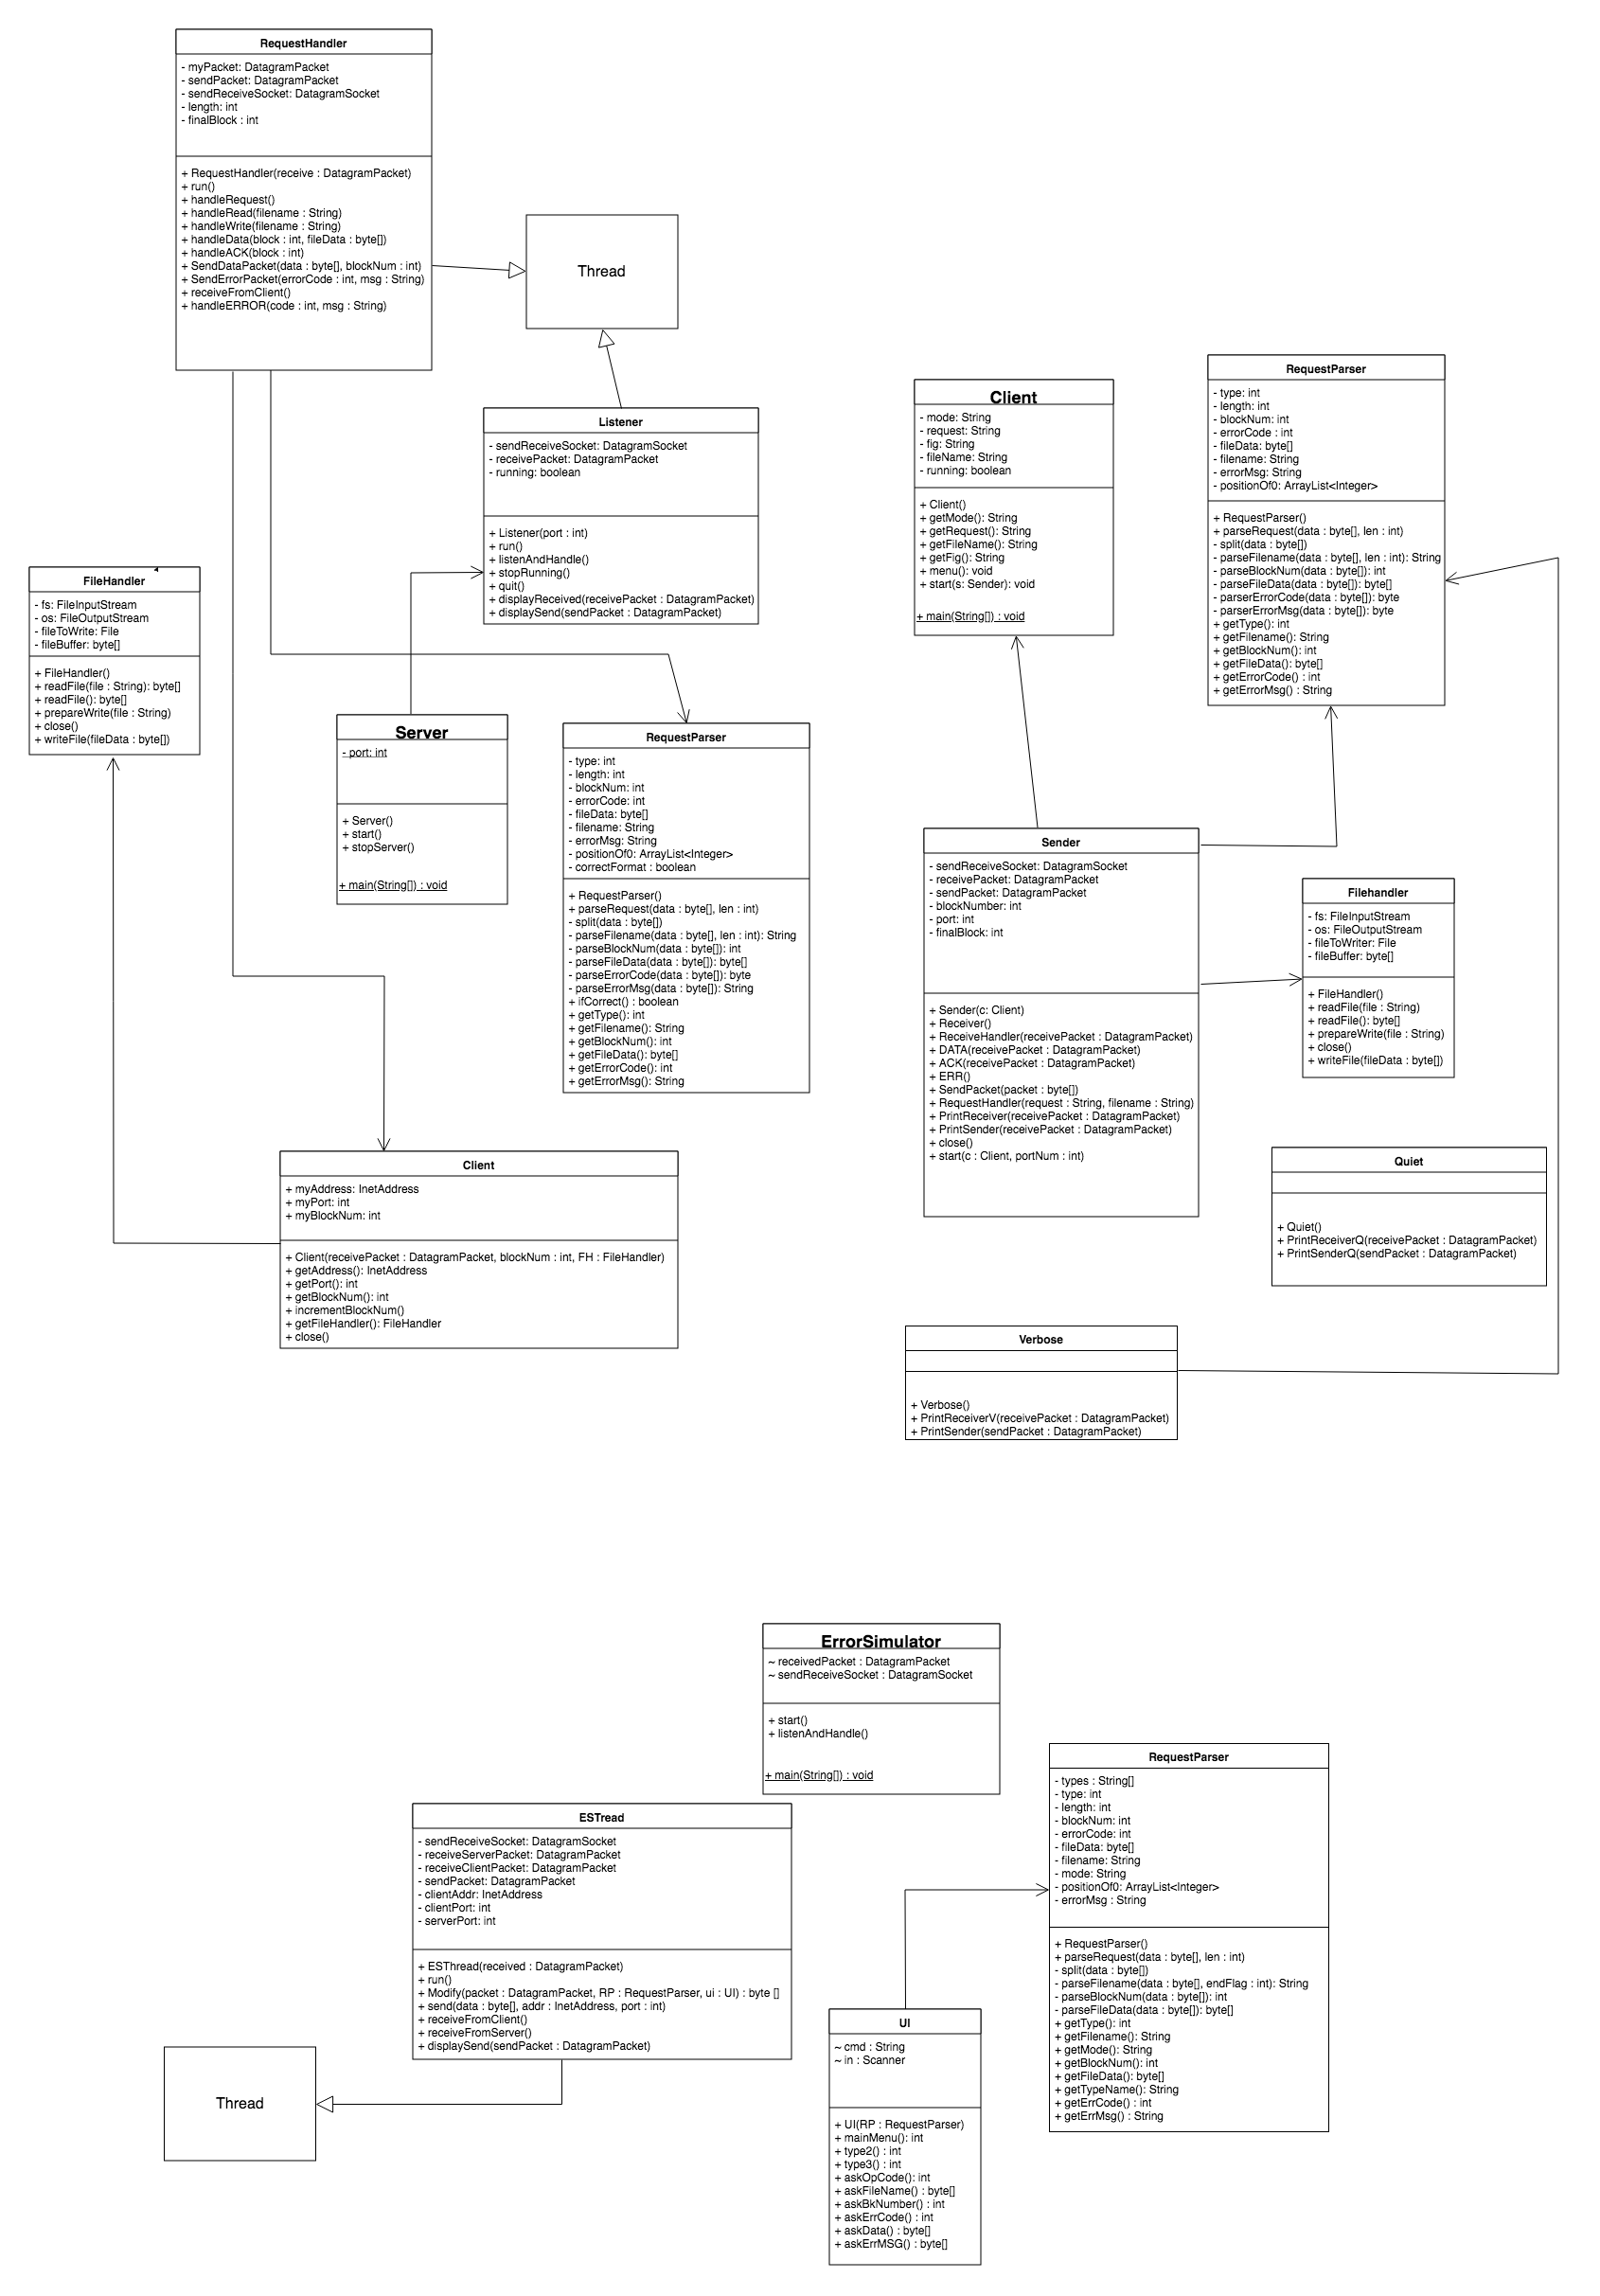 RequestHandler
- myPacket: DatagramPacket
- sendPacket: DatagramPacket
- sendReceiveSocket: DatagramSocket
- length: int
- finalBlock : int
+ RequestHandler(receive : DatagramPacket)
+ run()
+ handleRequest()
+ handleRead(filename : String)
+ handleWrite(filename : String)
+ handleData(block : int, fileData : byte[])
+ handleACK(block : int)
+ SendDataPacket(data : byte[], blockNum : int)
+ SendErrorPacket(errorCode : int, msg : String)
+ receiveFromClient()
+ handleERROR(code : int, msg : String)
Thread
Listener
- sendReceiveSocket: DatagramSocket
- receivePacket: DatagramPacket
- running: boolean
+ Listener(port : int)
+ run()
+ listenAndHandle()
+ stopRunning()
+ quit()
+ displayReceived(receivePacket : DatagramPacket)
+ displaySend(sendPacket : DatagramPacket)
FileHandler
- fs: FileInputStream
- os: FileOutputStream
- fileToWrite: File
- fileBuffer: byte[]
+ FileHandler()
+ readFile(file : String): byte[]
+ readFile(): byte[]
+ prepareWrite(file : String)
+ close()
+ writeFile(fileData : byte[])
Server
- port: int
+ Server()
+ start()
+ stopServer()
+ main(String[]) : void
RequestParser
- type: int
- length: int
- blockNum: int
- errorCode: int
- fileData: byte[]
- filename: String
- errorMsg: String
- positionOf0: ArrayList<Integer>
- correctFormat : boolean
+ RequestParser()
+ parseRequest(data : byte[], len : int)
- split(data : byte[])
- parseFilename(data : byte[], len : int): String
- parseBlockNum(data : byte[]): int
- parseFileData(data : byte[]): byte[]
- parseErrorCode(data : byte[]): byte
- parseErrorMsg(data : byte[]): String
+ ifCorrect() : boolean
+ getType(): int
+ getFilename(): String
+ getBlockNum(): int
+ getFileData(): byte[]
+ getErrorCode(): int
+ getErrorMsg(): String
Client
+ myAddress: InetAddress
+ myPort: int
+ myBlockNum: int
+ Client(receivePacket : DatagramPacket, blockNum : int, FH : FileHandler)
+ getAddress(): InetAddress
+ getPort(): int
+ getBlockNum(): int
+ incrementBlockNum()
+ getFileHandler(): FileHandler
+ close()
Client
- mode: String
- request: String
- fig: String
- fileName: String
- running: boolean
+ Client()
+ getMode(): String
+ getRequest(): String
+ getFileName(): String
+ getFig(): String
+ menu(): void
+ start(s: Sender): void
+ main(String[]) : void
RequestParser
- type: int
- length: int
- blockNum: int
- errorCode : int
- fileData: byte[]
- filename: String
- errorMsg: String
- positionOf0: ArrayList<Integer>
+ RequestParser()
+ parseRequest(data : byte[], len : int)
- split(data : byte[])
- parseFilename(data : byte[], len : int): String
- parseBlockNum(data : byte[]): int
- parseFileData(data : byte[]): byte[]
- parserErrorCode(data : byte[]): byte
- parserErrorMsg(data : byte[]): byte
+ getType(): int
+ getFilename(): String
+ getBlockNum(): int
+ getFileData(): byte[]
+ getErrorCode() : int
+ getErrorMsg() : String
Sender
- sendReceiveSocket: DatagramSocket
- receivePacket: DatagramPacket
- sendPacket: DatagramPacket
- blockNumber: int
- port: int
- finalBlock: int
+ Sender(c: Client)
+ Receiver()
+ ReceiveHandler(receivePacket : DatagramPacket)
+ DATA(receivePacket : DatagramPacket)
+ ACK(receivePacket : DatagramPacket)
+ ERR()
+ SendPacket(packet : byte[])
+ RequestHandler(request : String, filename : String)
+ PrintReceiver(receivePacket : DatagramPacket)
+ PrintSender(receivePacket : DatagramPacket)
+ close()
+ start(c : Client, portNum : int)
Filehandler
- fs: FileInputStream
- os: FileOutputStream
- fileToWriter: File
- fileBuffer: byte[]
+ FileHandler()
+ readFile(file : String)
+ readFile(): byte[]
+ prepareWrite(file : String)
+ close()
+ writeFile(fileData : byte[])
Quiet
+ Quiet()
+ PrintReceiverQ(receivePacket : DatagramPacket)
+ PrintSenderQ(sendPacket : DatagramPacket)
Verbose
+ Verbose()
+ PrintReceiverV(receivePacket : DatagramPacket)
+ PrintSender(sendPacket : DatagramPacket)
ErrorSimulator
~ receivedPacket : DatagramPacket
~ sendReceiveSocket : DatagramSocket
+ start()
+ listenAndHandle()
+ main(String[]) : void
ESTread
- sendReceiveSocket: DatagramSocket
- receiveServerPacket: DatagramPacket
- receiveClientPacket: DatagramPacket
- sendPacket: DatagramPacket
- clientAddr: InetAddress
- clientPort: int
- serverPort: int
+ ESThread(received : DatagramPacket)
+ run()
+ Modify(packet : DatagramPacket, RP : RequestParser, ui : UI) : byte []
+ send(data : byte[], addr : InetAddress, port : int)
+ receiveFromClient()
+ receiveFromServer()
+ displaySend(sendPacket : DatagramPacket)
Thread
RequestParser
- types : String[]
- type: int
- length: int
- blockNum: int
- errorCode: int
- fileData: byte[]
- filename: String
- mode: String
- positionOf0: ArrayList<Integer>
- errorMsg : String
+ RequestParser()
+ parseRequest(data : byte[], len : int)
- split(data : byte[])
- parseFilename(data : byte[], endFlag : int): String
- parseBlockNum(data : byte[]): int
- parseFileData(data : byte[]): byte[]
+ getType(): int
+ getFilename(): String
+ getMode(): String
+ getBlockNum(): int
+ getFileData(): byte[]
+ getTypeName(): String
+ getErrCode() : int
+ getErrMsg() : String
UI
~ cmd : String
~ in : Scanner
+ UI(RP : RequestParser)
+ mainMenu(): int
+ type2() : int
+ type3() : int
+ askOpCode(): int
+ askFileName() : byte[]
+ askBkNumber() : int
+ askErrCode() : int
+ askData() : byte[]
+ askErrMSG() : byte[]